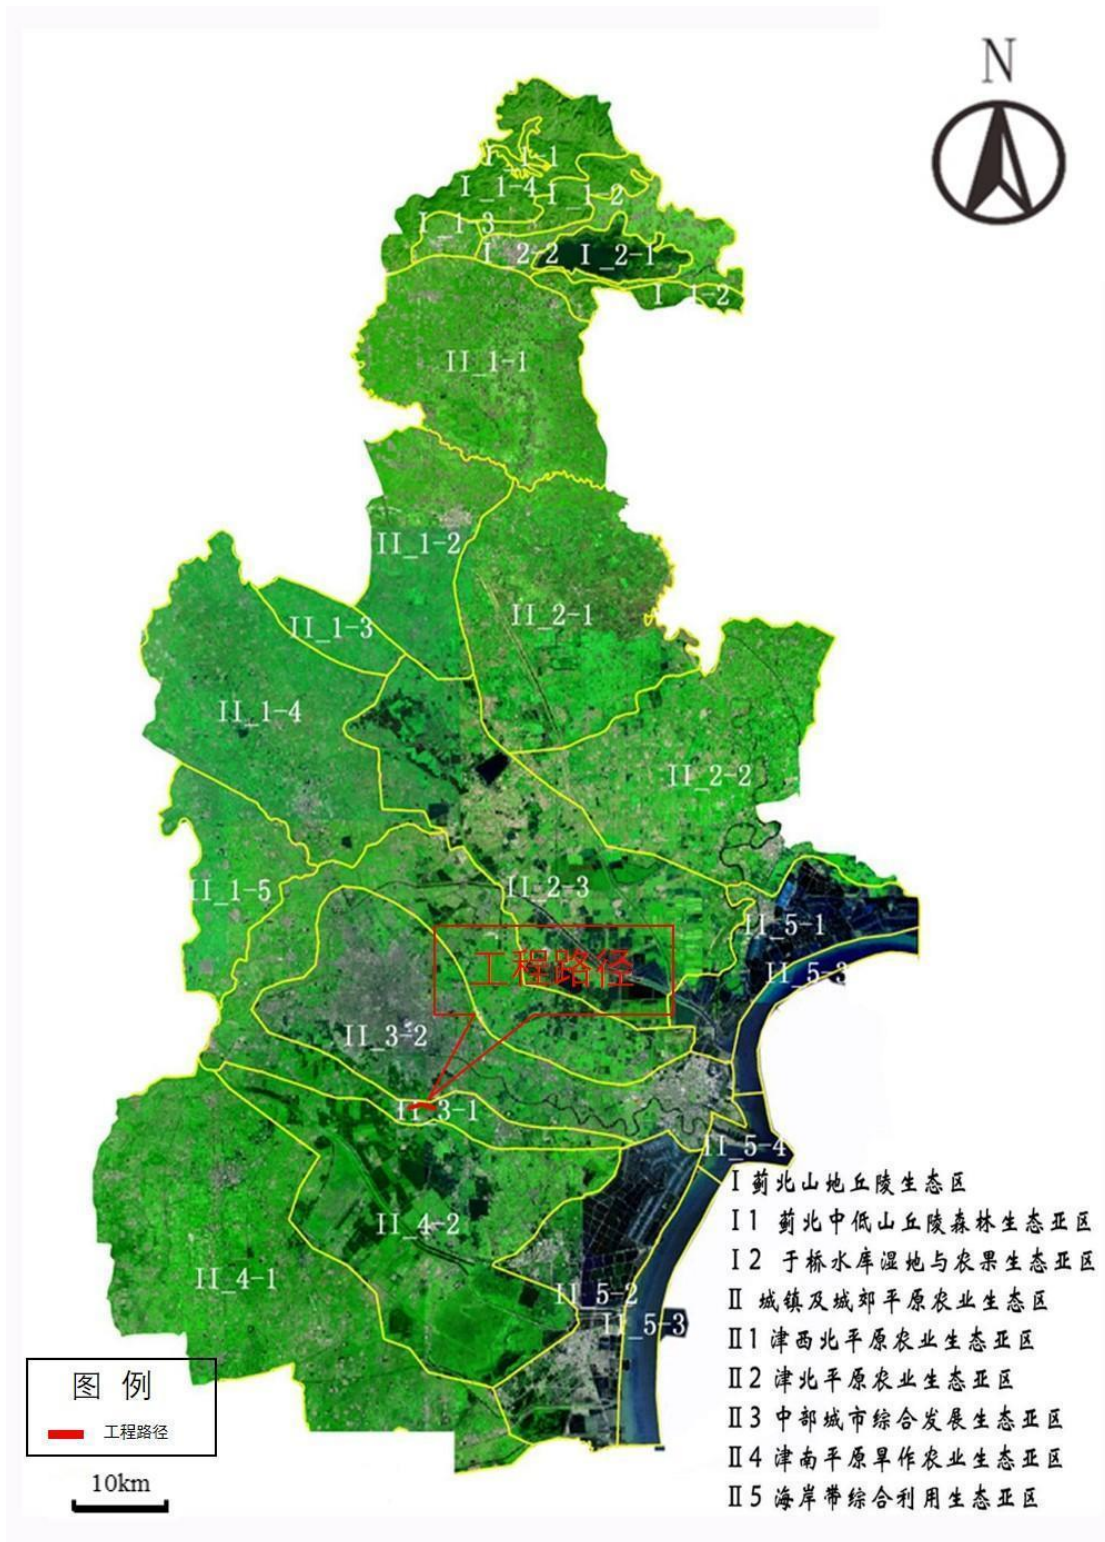 N
I_1-1
I_1-4
I_1-2
I_1-3
I_2-2
I_2-1
I_1-2
II_1-1
II_1-2
II_2-1
II_1-3
II_1-4
II_2-2
II_1-5
II_2-3
II_5-1
工程路径
II_5-3
II_3-2
II_3-1
II_5-4
II_4-2
II_4-1
II_5-2
II_5-3
Ⅰ 蓟北山地丘陵生态区
Ⅰ1 蓟北中低山丘陵森林生态亚区
Ⅰ2 于桥水库湿地与农果生态亚区
Ⅱ 城镇及城郊平原农业生态区
Ⅱ1 津西北平原农业生态亚区
Ⅱ2 津北平原农业生态亚区
Ⅱ3 中部城市综合发展生态亚区
Ⅱ4 津南平原旱作农业生态亚区
Ⅱ5 海岸带综合利用生态亚区
图 例
工程路径
10km